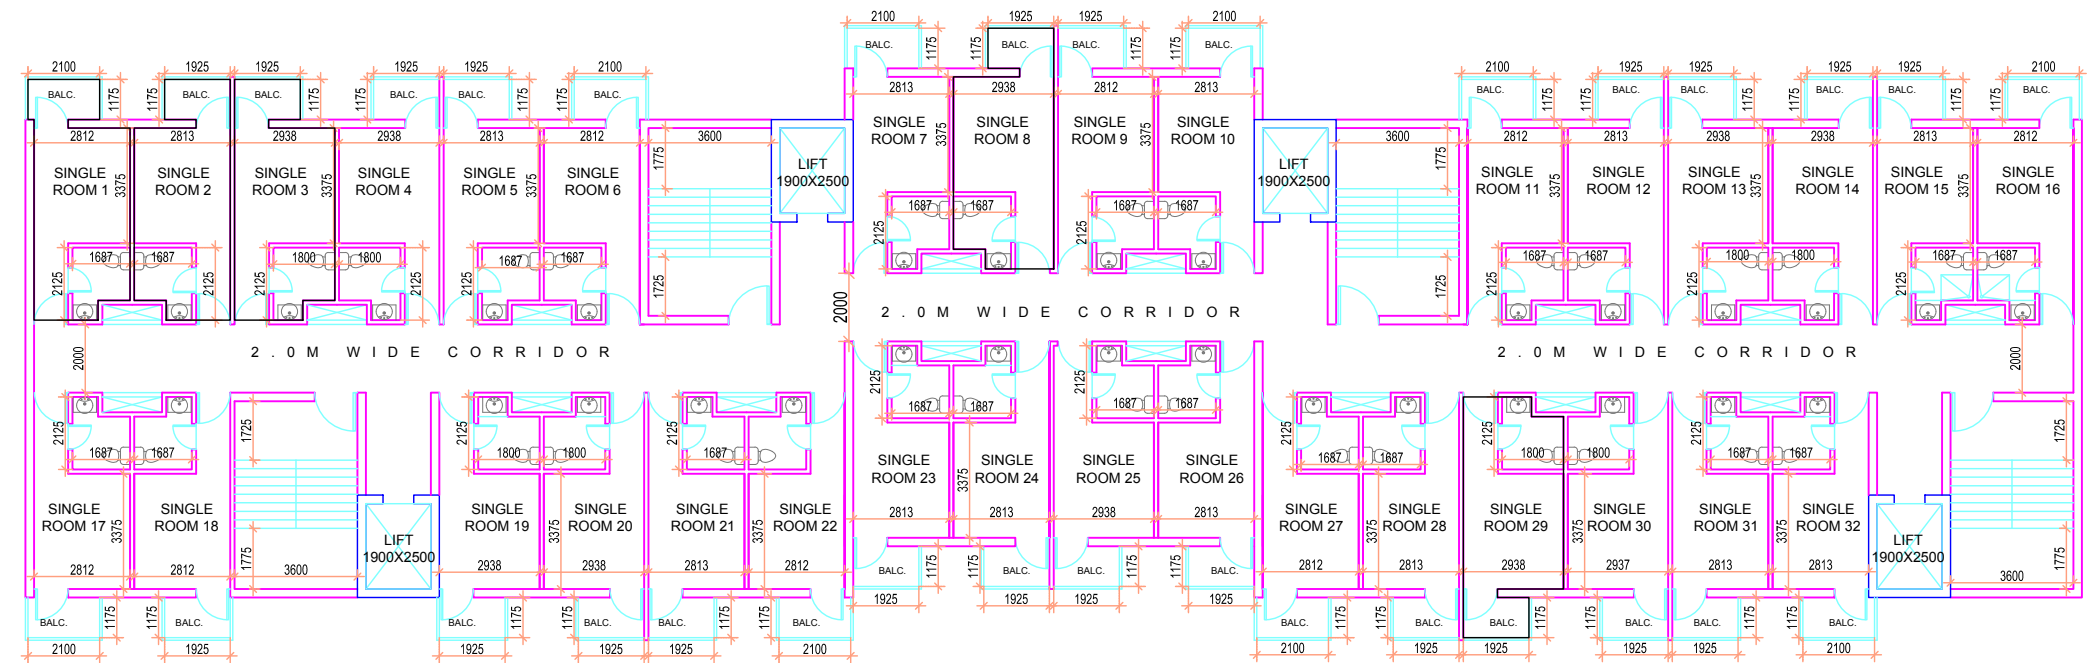 2100 1925 1925 2100
BALC. BALC. BALC. BALC.
1175 1175 1175 1175
2100 1925 1925 1925 1925 2100
BALC. BALC. BALC. BALC. BALC. BALC.
1175 1175 1175 1175 1175 1175
2100 1925 1925 1925 1925 2100
BALC. BALC. BALC. BALC. BALC. BALC.
1175 1175 1175 1175 1175 1175
2813 2938 2812 2813
2812 2813 2938 2938 2813 2812 3600
3600 2812 2813 2938 2938 2813 2812
SINGLE ROOM 1
SINGLE ROOM 2
SINGLE ROOM 3
SINGLE ROOM 4
SINGLE ROOM 5
SINGLE ROOM 6
3375 3375 3375
1775
LIFT
1900X2500
SINGLE ROOM 7
SINGLE ROOM 8
SINGLE ROOM 9
SINGLE ROOM 10
3375 3375
LIFT
1900X2500
1775
SINGLE ROOM 11
SINGLE ROOM 12
SINGLE ROOM 13
SINGLE ROOM 14
SINGLE ROOM 15
SINGLE ROOM 16
3375 3375 3375
1687 1687 1800 1800 1687 1687
2125 2125 2125 2125 2125
1725
1687 1687 1687 1687
2125 2125
1725
1687 1687 1800 1800 1687 1687
2125 2125 2125
2000
2.0M WIDE CORRIDOR
2.0M WIDE CORRIDOR
2.0M WIDE CORRIDOR
2000
2000
2125 2125
1687 1687 1687 1687
2125 1725 2125 2125
1687 1687 1800 1800 1687
2125 2125 2125 1725
1687 1687 1800 1800 1687 1687
SINGLE ROOM 17
SINGLE ROOM 18
3375
1775
LIFT
1900X2500
SINGLE ROOM 19
SINGLE ROOM 20
SINGLE ROOM 21
SINGLE ROOM 22
3375 3375
SINGLE ROOM 23
SINGLE ROOM 24
SINGLE ROOM 25
SINGLE ROOM 26
3375
SINGLE ROOM 27
SINGLE ROOM 28
SINGLE ROOM 29
SINGLE ROOM 30
SINGLE ROOM 31
SINGLE ROOM 32
3375 3375 3375
LIFT
1900X2500
1775
2813 2813 2938 2813
2812 2812 3600 2938 2938 2813 2812
2812 2813 2938 2937 2813 2813 3600
BALC. BALC. BALC. BALC.
1175 1175 1175 1175
1925 1925 1925 1925
BALC. BALC. BALC. BALC. BALC. BALC.
1175 1175 1175 1175 1175 1175
2100 1925 1925 1925 1925 2100
BALC. BALC. BALC. BALC. BALC. BALC.
1175 1175 1175 1175 1175 1175
2100 1925 1925 1925 1925 2100